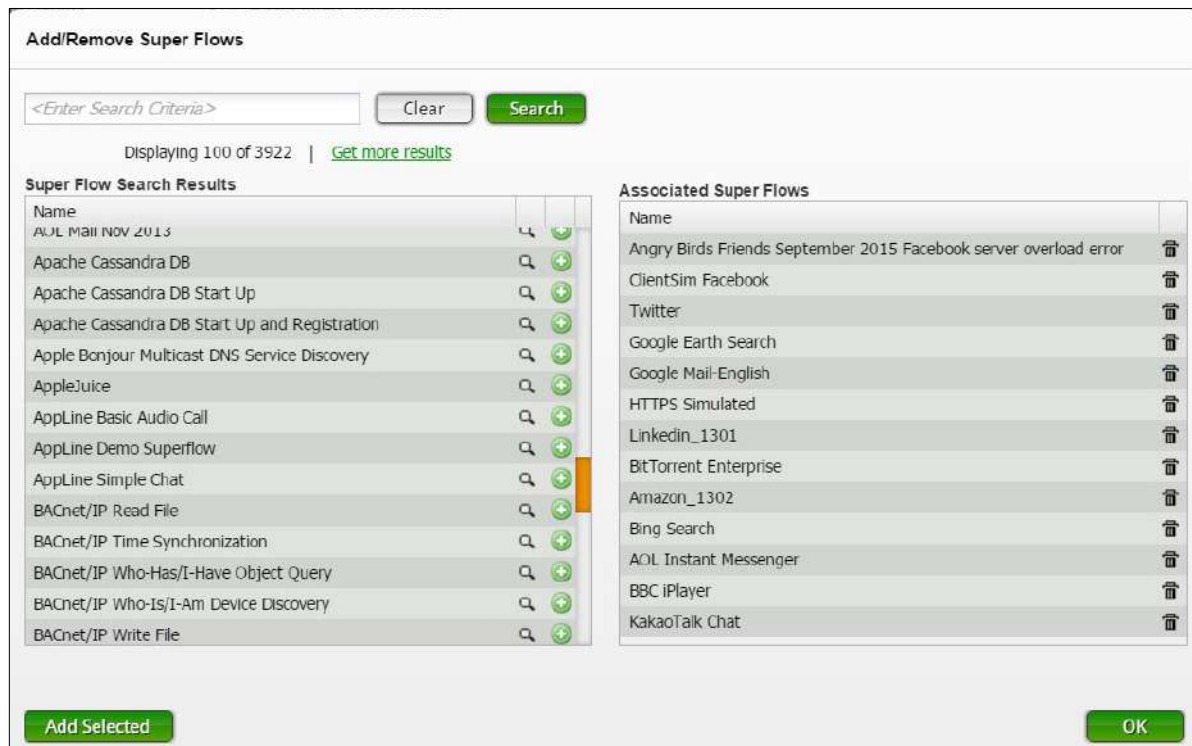 Add/Remove Super Flows
<Enter Search Criteria>
Clear
Search
Displaying 100 of 3922 | Get more results
Super Flow Search Results
Name
AOL Mail Nov 2013
Apache Cassandra DB
Apache Cassandra DB Start Up
Apache Cassandra DB Start Up and Registration
Apple Bonjour Multicast DNS Service Discovery
AppleJuice
AppLine Basic Audio Call
AppLine Demo Superflow
AppLine Simple Chat
BACnet/IP Read File
BACnet/IP Time Synchronization
BACnet/IP Who-Has/I-Have Object Query
BACnet/IP Who-Is/I-Am Device Discovery
BACnet/IP Write File
Associated Super Flows
Name
Angry Birds Friends September 2015 Facebook server overload error
ClientSim Facebook
Twitter
Google Earth Search
Google Mail-English
HTTPS Simulated
Linkedin_1301
BitTorrent Enterprise
Amazon_1302
Bing Search
AOL Instant Messenger
BBC iPlayer
KakaoTalk Chat
Add Selected
OK